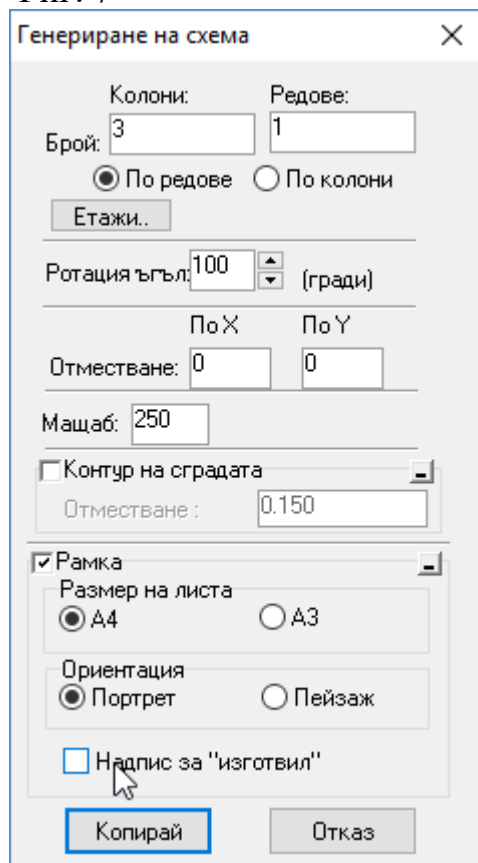 Генериране на схема
Колони: Редове:
Брой: 3 1
По редове По колони
Етажи..
Ротация ъгъл: 100 (гради)
По X По Y
Отместване: 0 0
Мащаб: 250
Контур на сградата
Отместване : 0.150
Рамка
Размер на листа
A4 A3
Ориентация
Портрет Пейзаж
Надпис за "изготвил"
Копирай Отказ